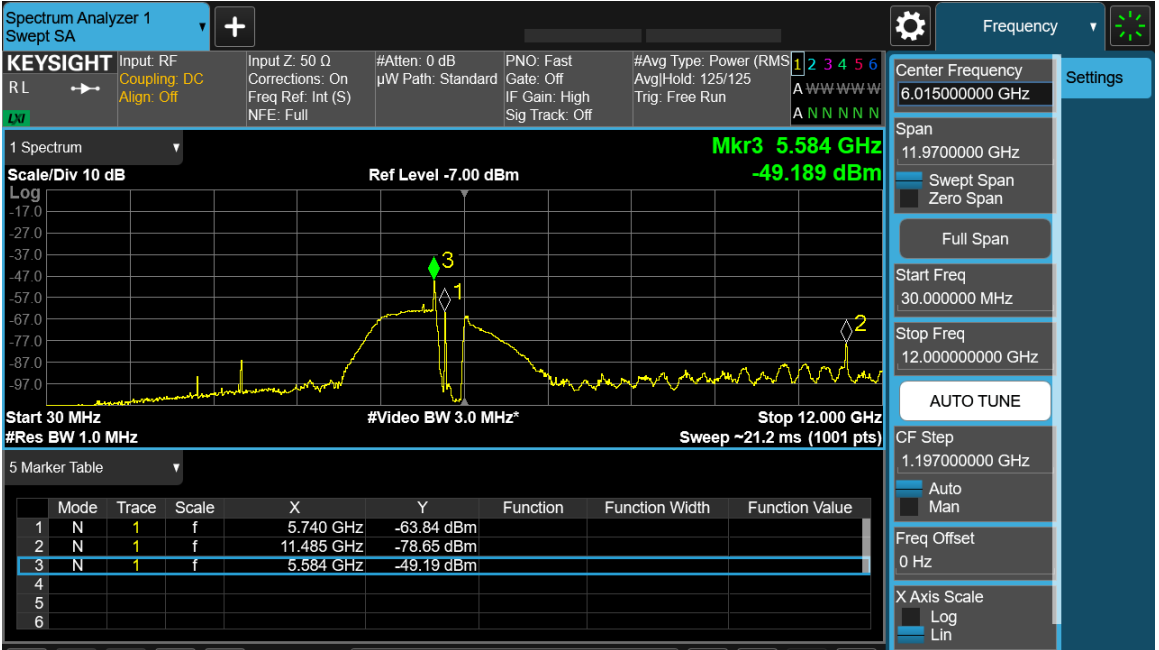 Spectrum Analyzer 1
Swept SA
+
Frequency
KEYSIGHT
R L
LXI
Input: RF
Coupling: DC
Align: Off
Input Z: 50 Ω
Corrections: On
Freq Ref: Int (S)
NFE: Full
#Atten: 0 dB
µW Path: Standard
PNO: Fast
Gate: Off
IF Gain: High
Sig Track: Off
#Avg Type: Power (RMS
Avg|Hold: 125/125
Trig: Free Run
1 2 3 4 5 6
A W W W W W
A N N N N N
1 Spectrum
Mkr3 5.584 GHz
-49.189 dBm
Scale/Div 10 dB
Ref Level -7.00 dBm
Log
-17.0
-27.0
-37.0
-47.0
-57.0
-67.0
-77.0
-87.0
-97.0
3
1
2
Start 30 MHz
#Video BW 3.0 MHz*
Stop 12.000 GHz
#Res BW 1.0 MHz
Sweep ~21.2 ms (1001 pts)
5 Marker Table
Mode Trace Scale X Y Function Function Width Function Value
1 N 1 f 5.740 GHz -63.84 dBm
2 N 1 f 11.485 GHz -78.65 dBm
3 N 1 f 5.584 GHz -49.19 dBm
4
5
6
Center Frequency
6.015000000 GHz
Settings
Span
11.9700000 GHz
Swept Span
Zero Span
Full Span
Start Freq
30.000000 MHz
Stop Freq
12.000000000 GHz
AUTO TUNE
CF Step
1.197000000 GHz
Auto
Man
Freq Offset
0 Hz
X Axis Scale
Log
Lin